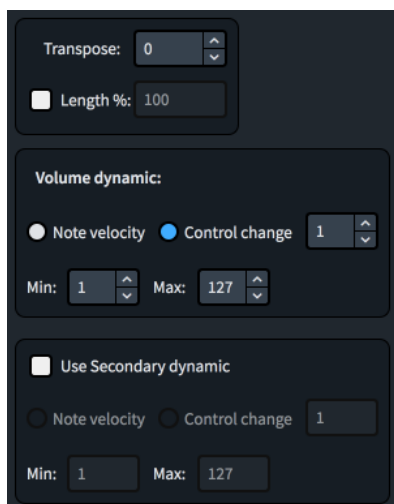 Transpose: 0
Length %: 100
Volume dynamic:
Note velocity Control change 1
Min: 1 Max: 127
Use Secondary dynamic
Note velocity Control change 1
Min: 1 Max: 127